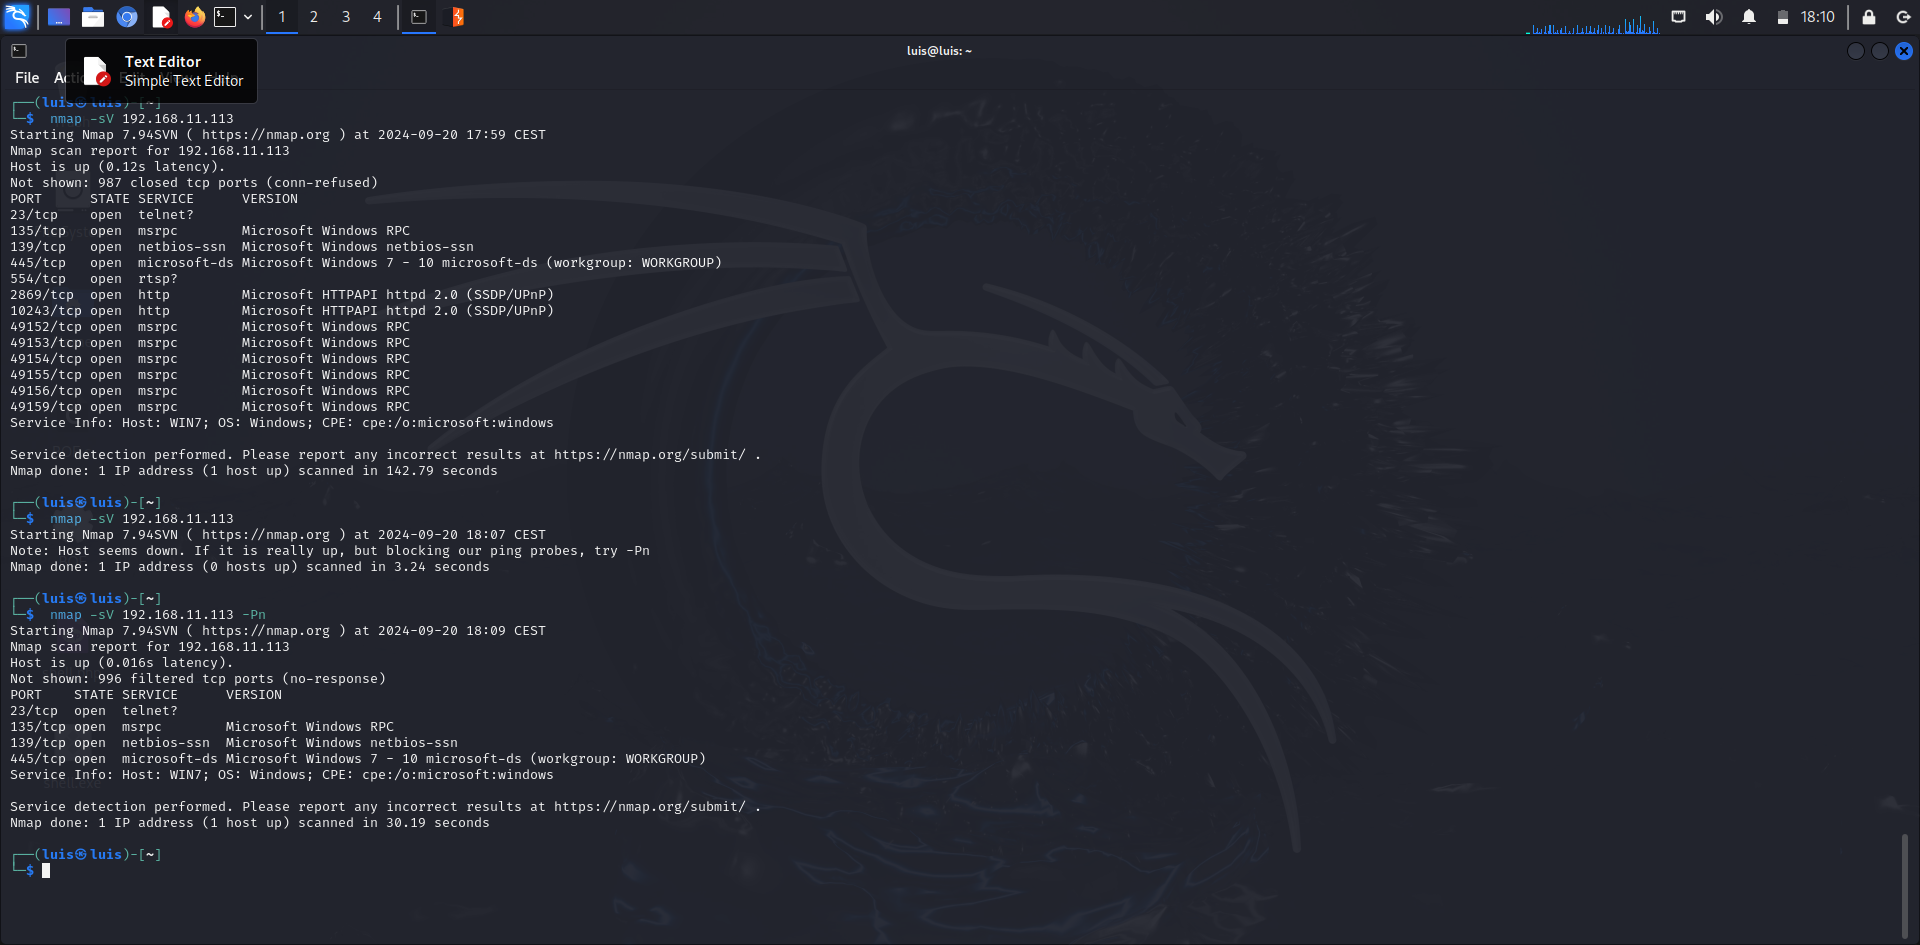 1 2 3 4 18:10
luis@luis: ~
Text Editor
Simple Text Editor
File
┌──(luis㉿luis)-[~]
└─$ nmap -sV 192.168.11.113
Starting Nmap 7.94SVN ( https://nmap.org ) at 2024-09-20 17:59 CEST
Nmap scan report for 192.168.11.113
Host is up (0.12s latency).
Not shown: 987 closed tcp ports (conn-refused)
PORT      STATE SERVICE      VERSION
23/tcp    open  telnet?
135/tcp   open  msrpc        Microsoft Windows RPC
139/tcp   open  netbios-ssn  Microsoft Windows netbios-ssn
445/tcp   open  microsoft-ds Microsoft Windows 7 - 10 microsoft-ds (workgroup: WORKGROUP)
554/tcp   open  rtsp?
2869/tcp  open  http         Microsoft HTTPAPI httpd 2.0 (SSDP/UPnP)
10243/tcp open  http         Microsoft HTTPAPI httpd 2.0 (SSDP/UPnP)
49152/tcp open  msrpc        Microsoft Windows RPC
49153/tcp open  msrpc        Microsoft Windows RPC
49154/tcp open  msrpc        Microsoft Windows RPC
49155/tcp open  msrpc        Microsoft Windows RPC
49156/tcp open  msrpc        Microsoft Windows RPC
49159/tcp open  msrpc        Microsoft Windows RPC
Service Info: Host: WIN7; OS: Windows; CPE: cpe:/o:microsoft:windows
Service detection performed. Please report any incorrect results at https://nmap.org/submit/ .
Nmap done: 1 IP address (1 host up) scanned in 142.79 seconds
┌──(luis㉿luis)-[~]
└─$ nmap -sV 192.168.11.113
Starting Nmap 7.94SVN ( https://nmap.org ) at 2024-09-20 18:07 CEST
Note: Host seems down. If it is really up, but blocking our ping probes, try -Pn
Nmap done: 1 IP address (0 hosts up) scanned in 3.24 seconds
┌──(luis㉿luis)-[~]
└─$ nmap -sV 192.168.11.113 -Pn
Starting Nmap 7.94SVN ( https://nmap.org ) at 2024-09-20 18:09 CEST
Nmap scan report for 192.168.11.113
Host is up (0.016s latency).
Not shown: 996 filtered tcp ports (no-response)
PORT    STATE SERVICE      VERSION
23/tcp  open  telnet?
135/tcp open  msrpc        Microsoft Windows RPC
139/tcp open  netbios-ssn  Microsoft Windows netbios-ssn
445/tcp open  microsoft-ds Microsoft Windows 7 - 10 microsoft-ds (workgroup: WORKGROUP)
Service Info: Host: WIN7; OS: Windows; CPE: cpe:/o:microsoft:windows
shell.exe
Service detection performed. Please report any incorrect results at https://nmap.org/submit/ .
Nmap done: 1 IP address (1 host up) scanned in 30.19 seconds
┌──(luis㉿luis)-[~]
└─$